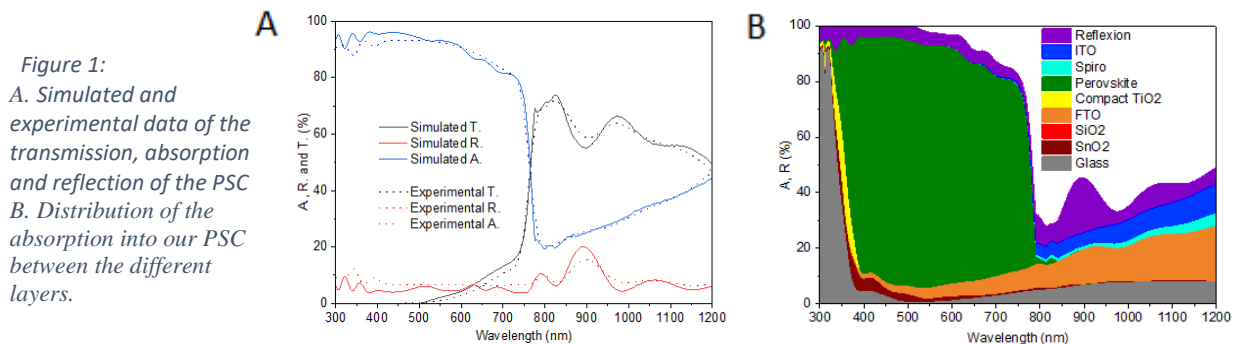 Figure 1:
A. Simulated and
experimental data of the
transmission, absorption
and reflection of the PSC
B. Distribution of the
absorption into our PSC
between the different
layers.
A
100
80
60
40
20
0
A, R. and T. (%)
Simulated T.
Simulated R.
Simulated A.
Experimental T.
Experimental R.
Experimental A.
300 400 500 600 700 800 900 1000 1100 1200
Wavelength (nm)
B
100
80
60
40
20
0
A, R (%)
Reflexion
ITO
Spiro
Perovskite
Compact TiO2
FTO
SiO2
SnO2
Glass
300 400 500 600 700 800 900 1000 1100 1200
Wavelength (nm)